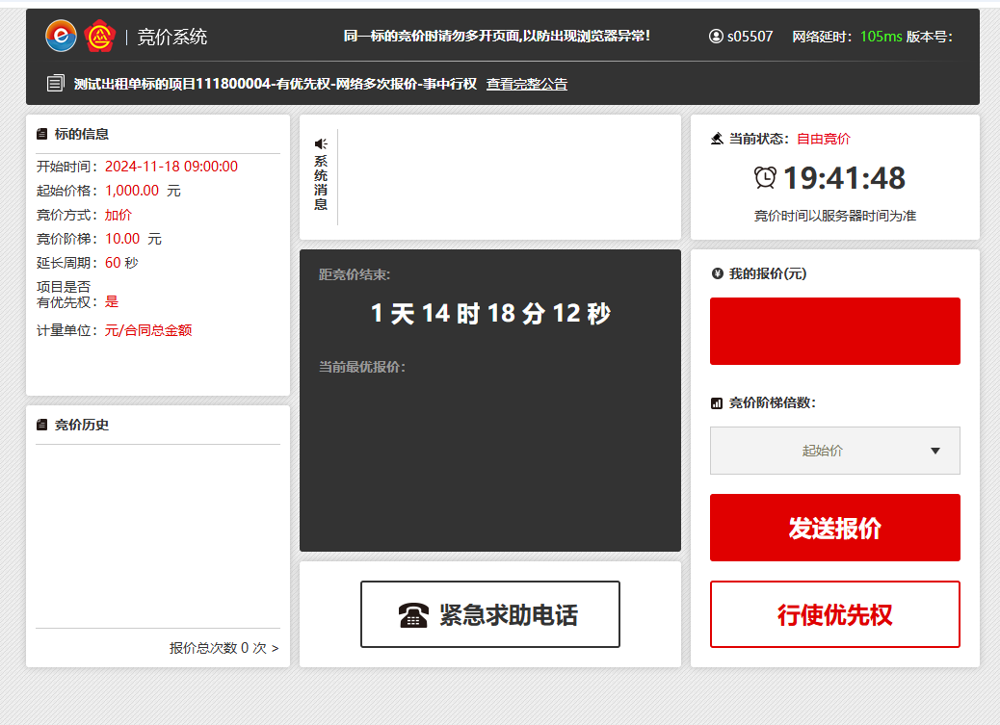 竞价系统
同一标的竞价时请勿多开页面,以防出现浏览器异常!
s05507 网络延时：105ms 版本号：
测试出租单标的项目111800004-有优先权-网络多次报价-事中行权 查看完整公告
标的信息
开始时间：2024-11-18 09:00:00
起始价格：1,000.00 元
竞价方式：加价
竞价阶梯：10.00 元
延长周期：60 秒
项目是否
有优先权：是
计量单位：元/合同总金额
竞价历史
报价总次数 0 次 >
系统消息
距竞价结束:
1 天 14 时 18 分 12 秒
当前最优报价:
紧急求助电话
当前状态：自由竞价
19:41:48
竞价时间以服务器时间为准
我的报价(元)
竞价阶梯倍数:
起始价
发送报价
行使优先权